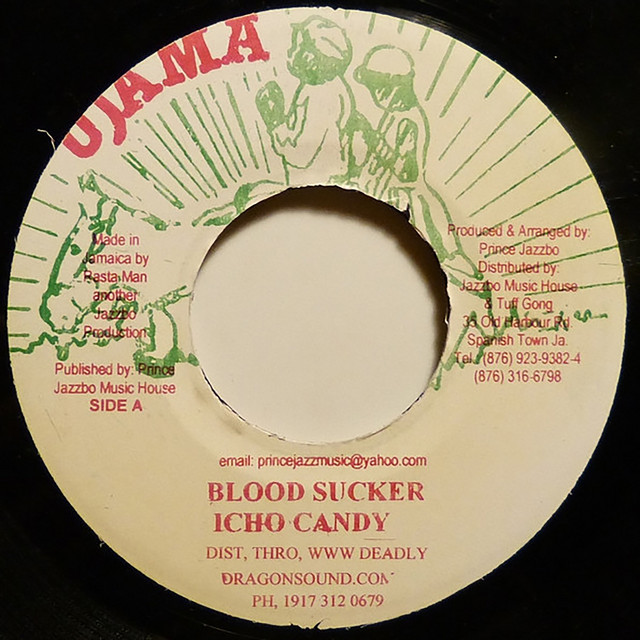 UJAMA
Made in
Jamaica by
Rasta Man
another
Jazzbo
Production
Published by: Prince
Jazzbo Music House
SIDE A
Produced & Arranged by:
Prince Jazzbo
Distributed by:
Jazzbo Music House
& Tuff Gong
35 Old Harbour Rd.
Spanish Town Ja.
Tel. (876) 923-9382-4
(876) 316-6798
email: princejazzmusic@yahoo.com
BLOOD SUCKER
ICHO CANDY
DIST, THRO, WWW DEADLY
DRAGONSOUND.COM
PH, 1917 312 0679